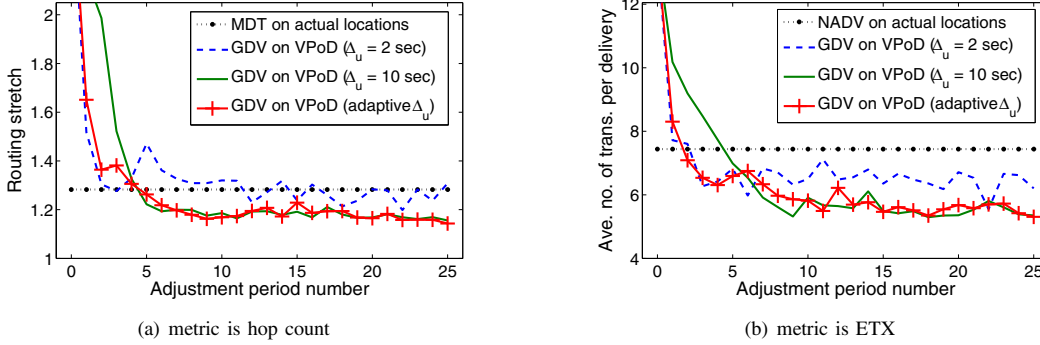 2
1.8
1.6
1.4
1.2
1
Routing stretch
MDT on actual locations
GDV on VPoD (Δu = 2 sec)
GDV on VPoD (Δu = 10 sec)
GDV on VPoD (adaptiveΔu)
0 5 10 15 20 25
Adjustment period number
(a) metric is hop count
12
10
8
6
4
2
Ave. no. of trans. per delivery
NADV on actual locations
GDV on VPoD (Δu = 2 sec)
GDV on VPoD (Δu = 10 sec)
GDV on VPoD (adaptiveΔu)
0 5 10 15 20 25
Adjustment period number
(b) metric is ETX